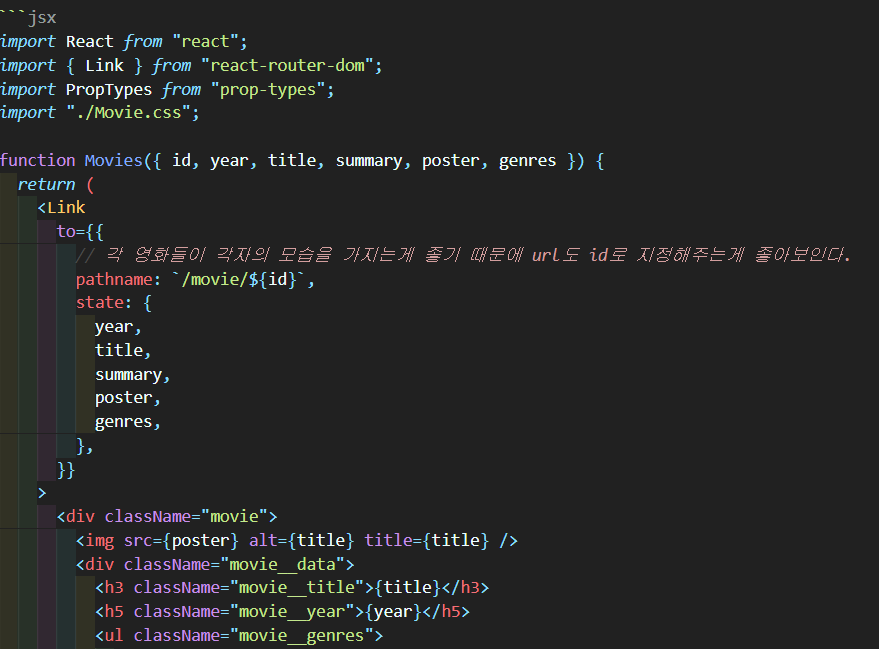 ```jsx
import React from "react";
import { Link } from "react-router-dom";
import PropTypes from "prop-types";
import "./Movie.css";
function Movies({ id, year, title, summary, poster, genres }) {
return (
<Link
to={{
// 각 영화들이 각자의 모습을 가지는게 좋기 때문에 url도 id로 지정해주는게 좋아보인다.
pathname: `/movie/${id}`,
state: {
year,
title,
summary,
poster,
genres,
},
}}
>
<div className="movie">
<img src={poster} alt={title} title={title} />
<div className="movie__data">
<h3 className="movie__title">{title}</h3>
<h5 className="movie__year">{year}</h5>
<ul className="movie__genres">